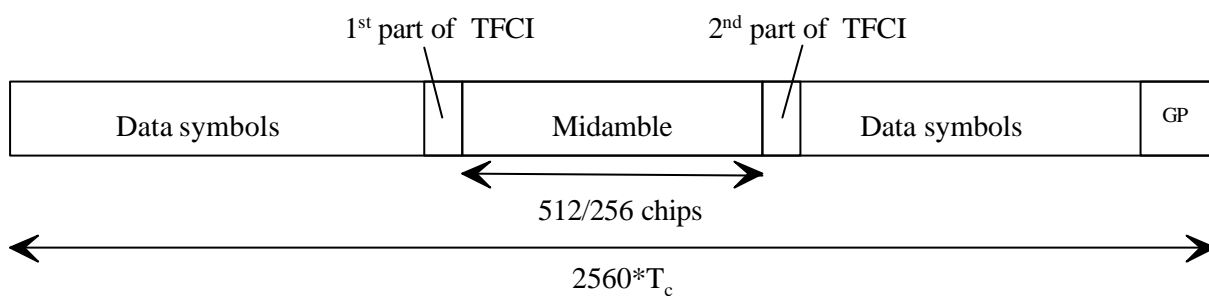 1st part of TFCI
2nd part of TFCI
Data symbols
Midamble
Data symbols
GP
512/256 chips
2560*Tc